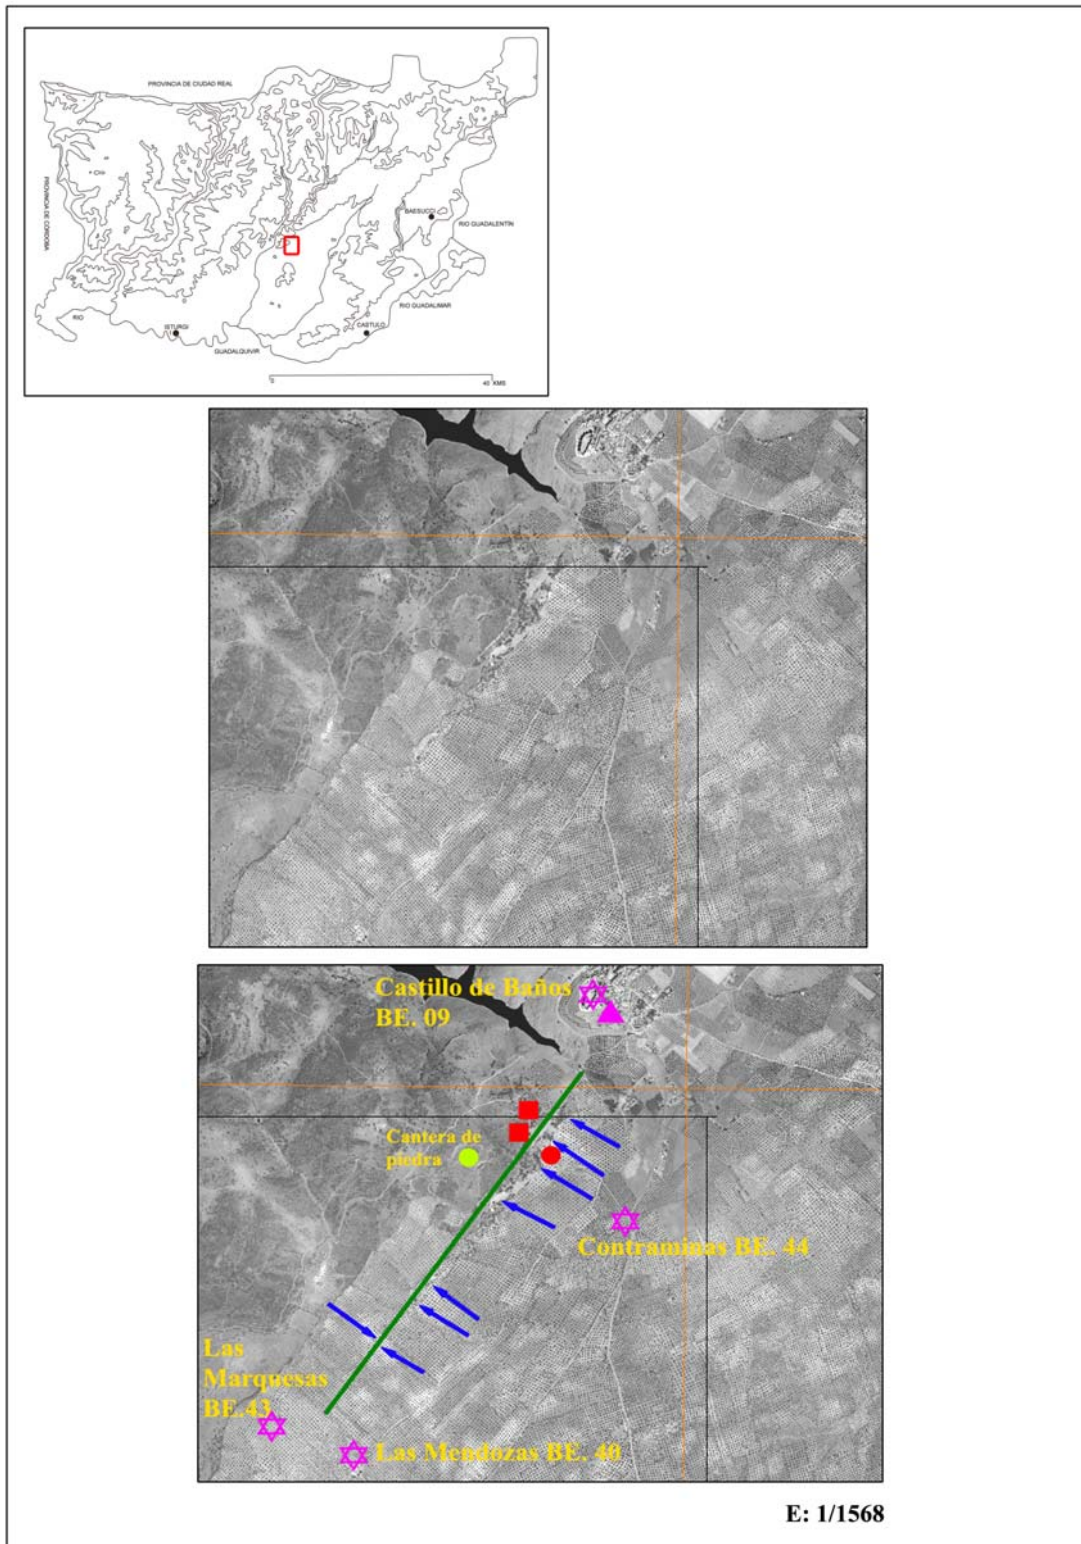 PROVINCIA DE CIUDAD REAL
PROVINCIA DE CORDOBA
BAESUCCI
RIO GUADALENTÍN
RIO GUADALIMAR
RIO
ISTURGI
CASTULO
GUADALQUIVIR
0
40 KMS
Castillo de Baños
BE. 09
Cantera de
piedra
Contraminas BE. 44
Las
Marquesas
BE.43
Las Mendozas BE. 40
E: 1/1568